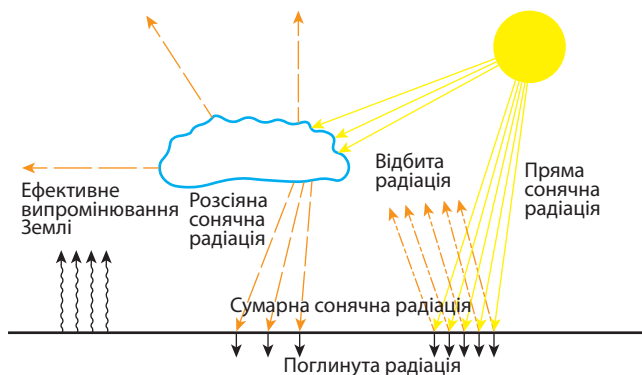 Ефективне
випромінювання
Землі
Розсіяна
сонячна
радіація
Відбита
радіація
Пряма
сонячна
радіація
Сумарна сонячна радіація
Поглинута радіація